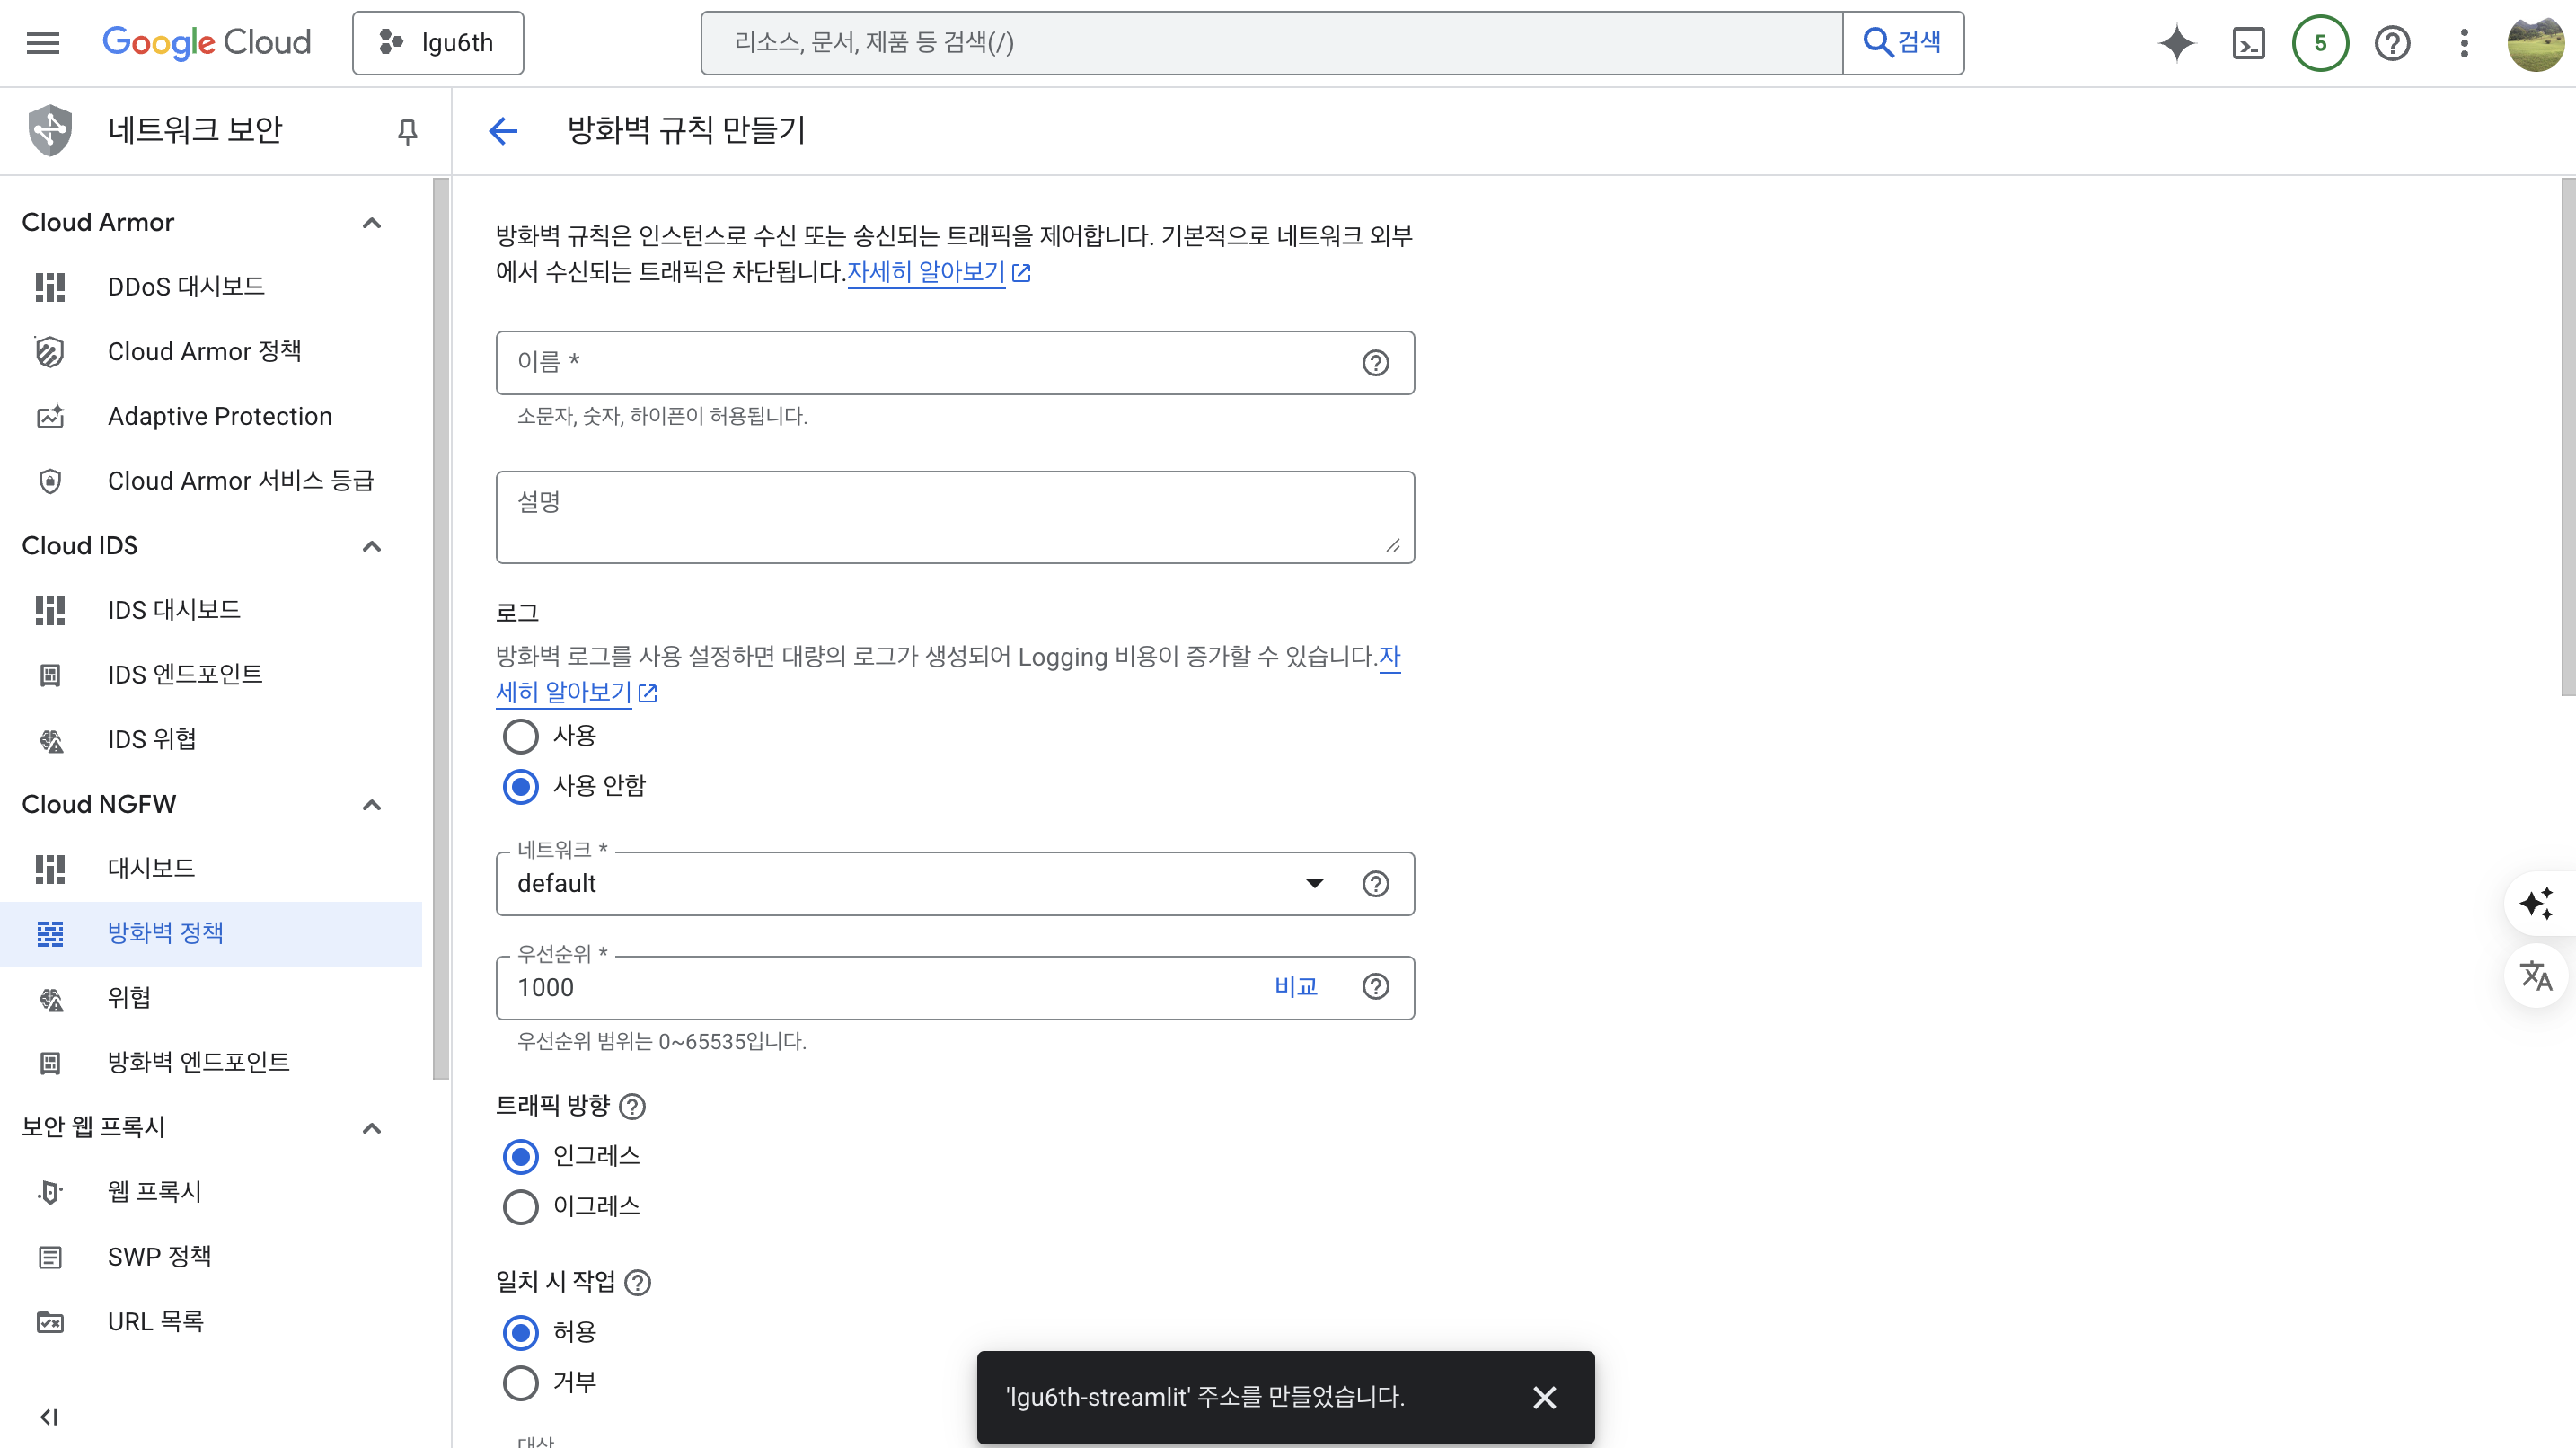 Google Cloud
lgu6th
리소스, 문서, 제품 등 검색(/)
검색
5
네트워크 보안
방화벽 규칙 만들기
Cloud Armor
DDoS 대시보드
Cloud Armor 정책
Adaptive Protection
Cloud Armor 서비스 등급
Cloud IDS
IDS 대시보드
IDS 엔드포인트
IDS 위협
Cloud NGFW
대시보드
방화벽 정책
위협
방화벽 엔드포인트
보안 웹 프록시
웹 프록시
SWP 정책
URL 목록
방화벽 규칙은 인스턴스로 수신 또는 송신되는 트래픽을 제어합니다. 기본적으로 네트워크 외부
에서 수신되는 트래픽은 차단됩니다.자세히 알아보기
이름 *
소문자, 숫자, 하이픈이 허용됩니다.
설명
로그
방화벽 로그를 사용 설정하면 대량의 로그가 생성되어 Logging 비용이 증가할 수 있습니다.자
세히 알아보기
사용
사용 안함
네트워크 *
default
우선순위 *
1000
비교
우선순위 범위는 0~65535입니다.
트래픽 방향
인그레스
이그레스
일치 시 작업
허용
거부
대상
'lgu6th-streamlit' 주소를 만들었습니다.